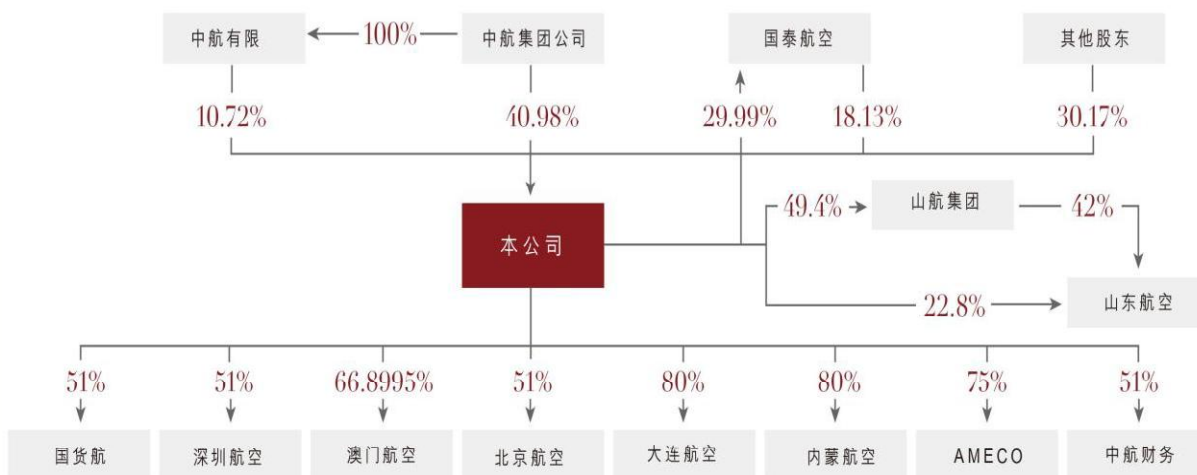 中航有限
100%
中航集团公司
国泰航空
其他股东
10.72%
40.98%
29.99%
18.13%
30.17%
本公司
49.4%
山航集团
42%
22.8%
山东航空
51%
51%
66.8995%
51%
80%
80%
75%
51%
国货航
深圳航空
澳门航空
北京航空
大连航空
内蒙航空
AMECO
中航财务